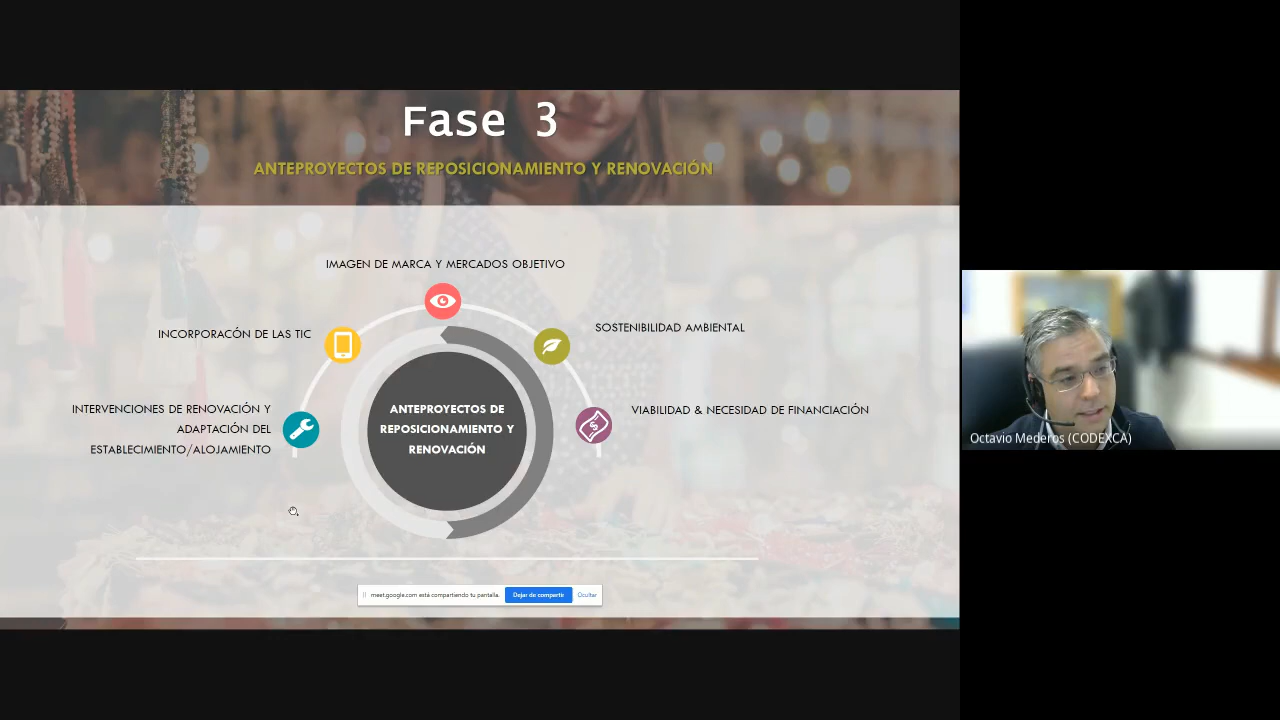 Fase 3
ANTEPROYECTOS DE REPOSICIONAMIENTO Y RENOVACIÓN
IMAGEN DE MARCA Y MERCADOS OBJETIVO
INCORPORACÓN DE LAS TIC
SOSTENIBILIDAD AMBIENTAL
INTERVENCIONES DE RENOVACIÓN Y
ADAPTACIÓN DEL
ESTABLECIMIENTO/ALOJAMIENTO
ANTEPROYECTOS DE
REPOSICIONAMIENTO Y
RENOVACIÓN
VIABILIDAD & NECESIDAD DE FINANCIACIÓN
Octavio Mederos (CODEXCA)
meet.google.com está compartiendo tu pantalla. Dejar de compartir Ocultar